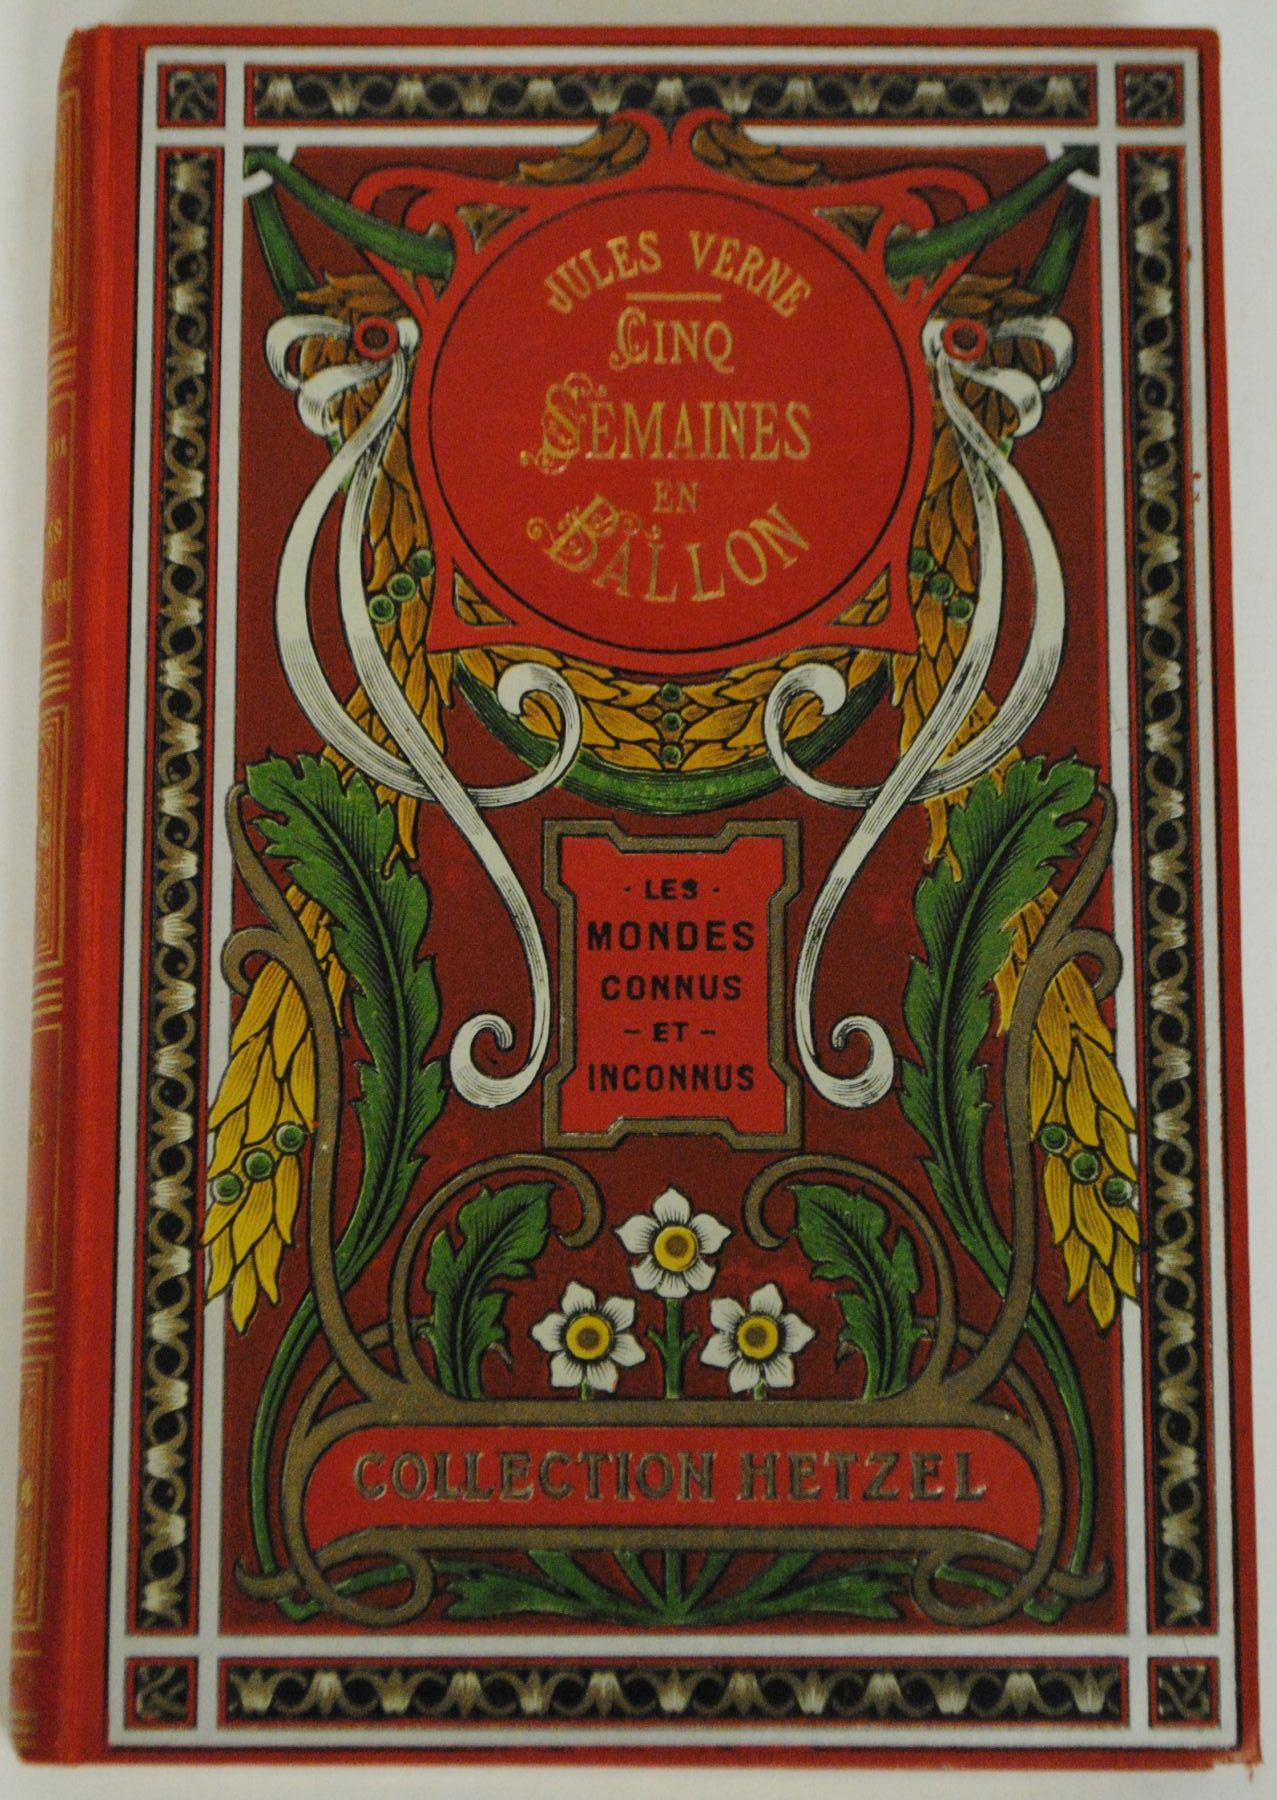 JULES VERNE
CINQ
SEMAINES
EN
BALLON
· LES ·
MONDES
CONNUS
– ET –
INCONNUS
COLLECTION HETZEL